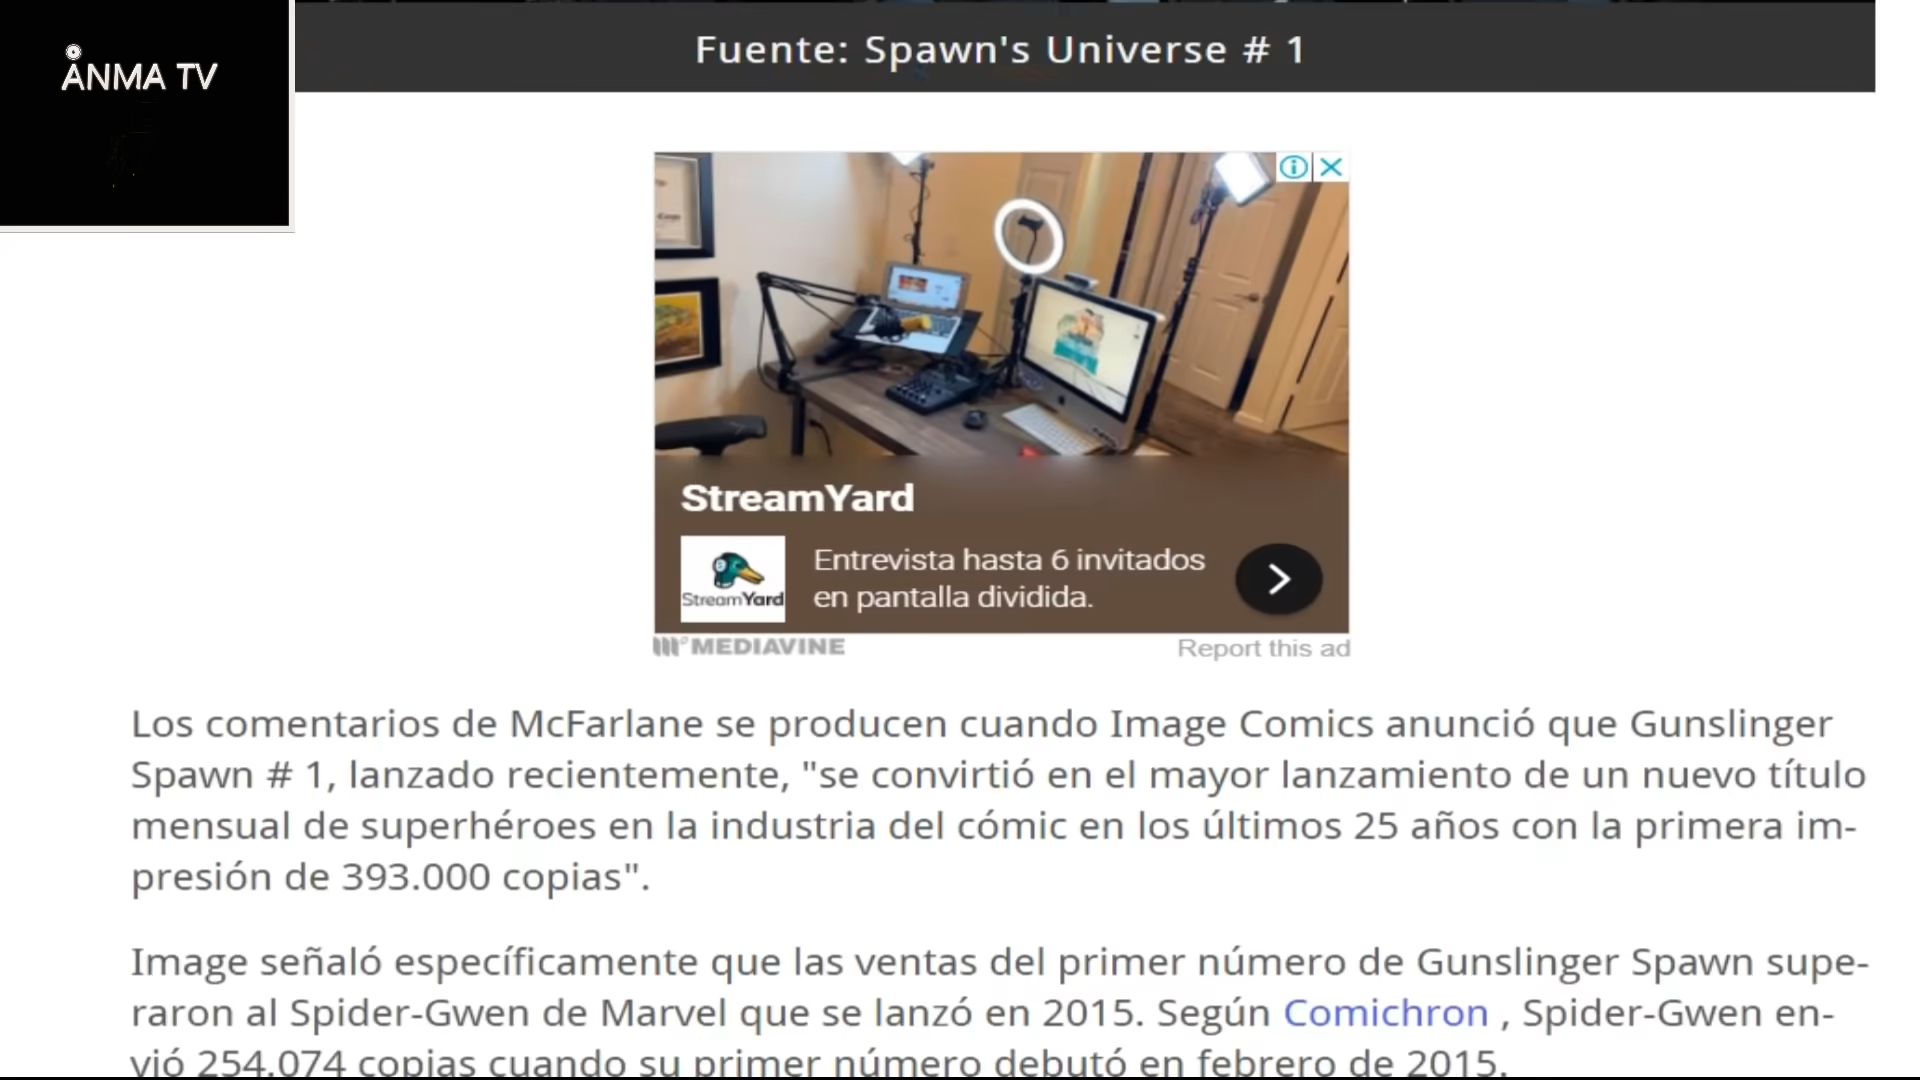 ANMA TV
Fuente: Spawn's Universe # 1
StreamYard
StreamYard
Entrevista hasta 6 invitados
en pantalla dividida.
MEDIAVINE
Report this ad
Los comentarios de McFarlane se producen cuando Image Comics anunció que Gunslinger
Spawn # 1, lanzado recientemente, "se convirtió en el mayor lanzamiento de un nuevo título
mensual de superhéroes en la industria del cómic en los últimos 25 años con la primera im-
presión de 393.000 copias".
Image señaló específicamente que las ventas del primer número de Gunslinger Spawn supe-
raron al Spider-Gwen de Marvel que se lanzó en 2015. Según Comichron , Spider-Gwen en-
vió 254.074 copias cuando su primer número debutó en febrero de 2015.